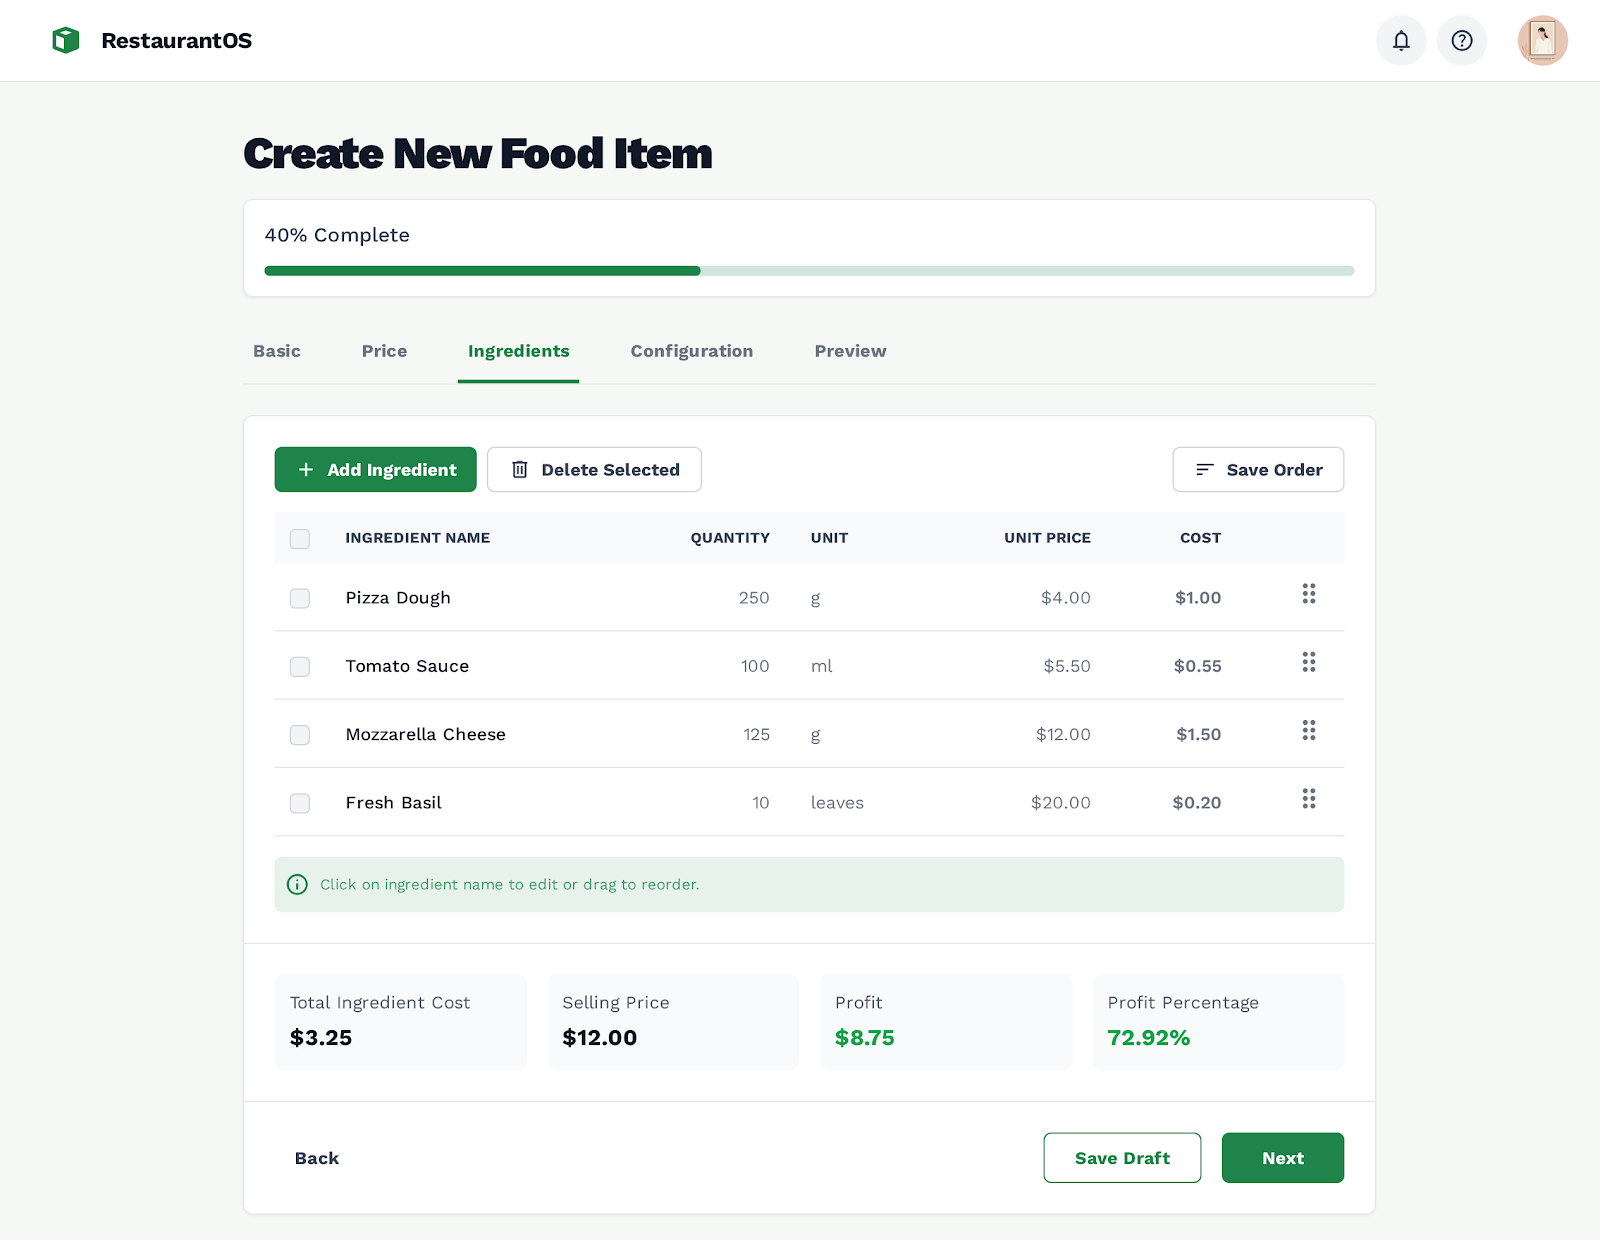 RestaurantOS
Create New Food Item
40% Complete
Basic Price Ingredients Configuration Preview
Add Ingredient Delete Selected Save Order
INGREDIENT NAME QUANTITY UNIT UNIT PRICE COST
Pizza Dough 250 g $4.00 $1.00
Tomato Sauce 100 ml $5.50 $0.55
Mozzarella Cheese 125 g $12.00 $1.50
Fresh Basil 10 leaves $20.00 $0.20
Click on ingredient name to edit or drag to reorder.
Total Ingredient Cost Selling Price Profit Profit Percentage
$3.25 $12.00 $8.75 72.92%
Back Save Draft Next